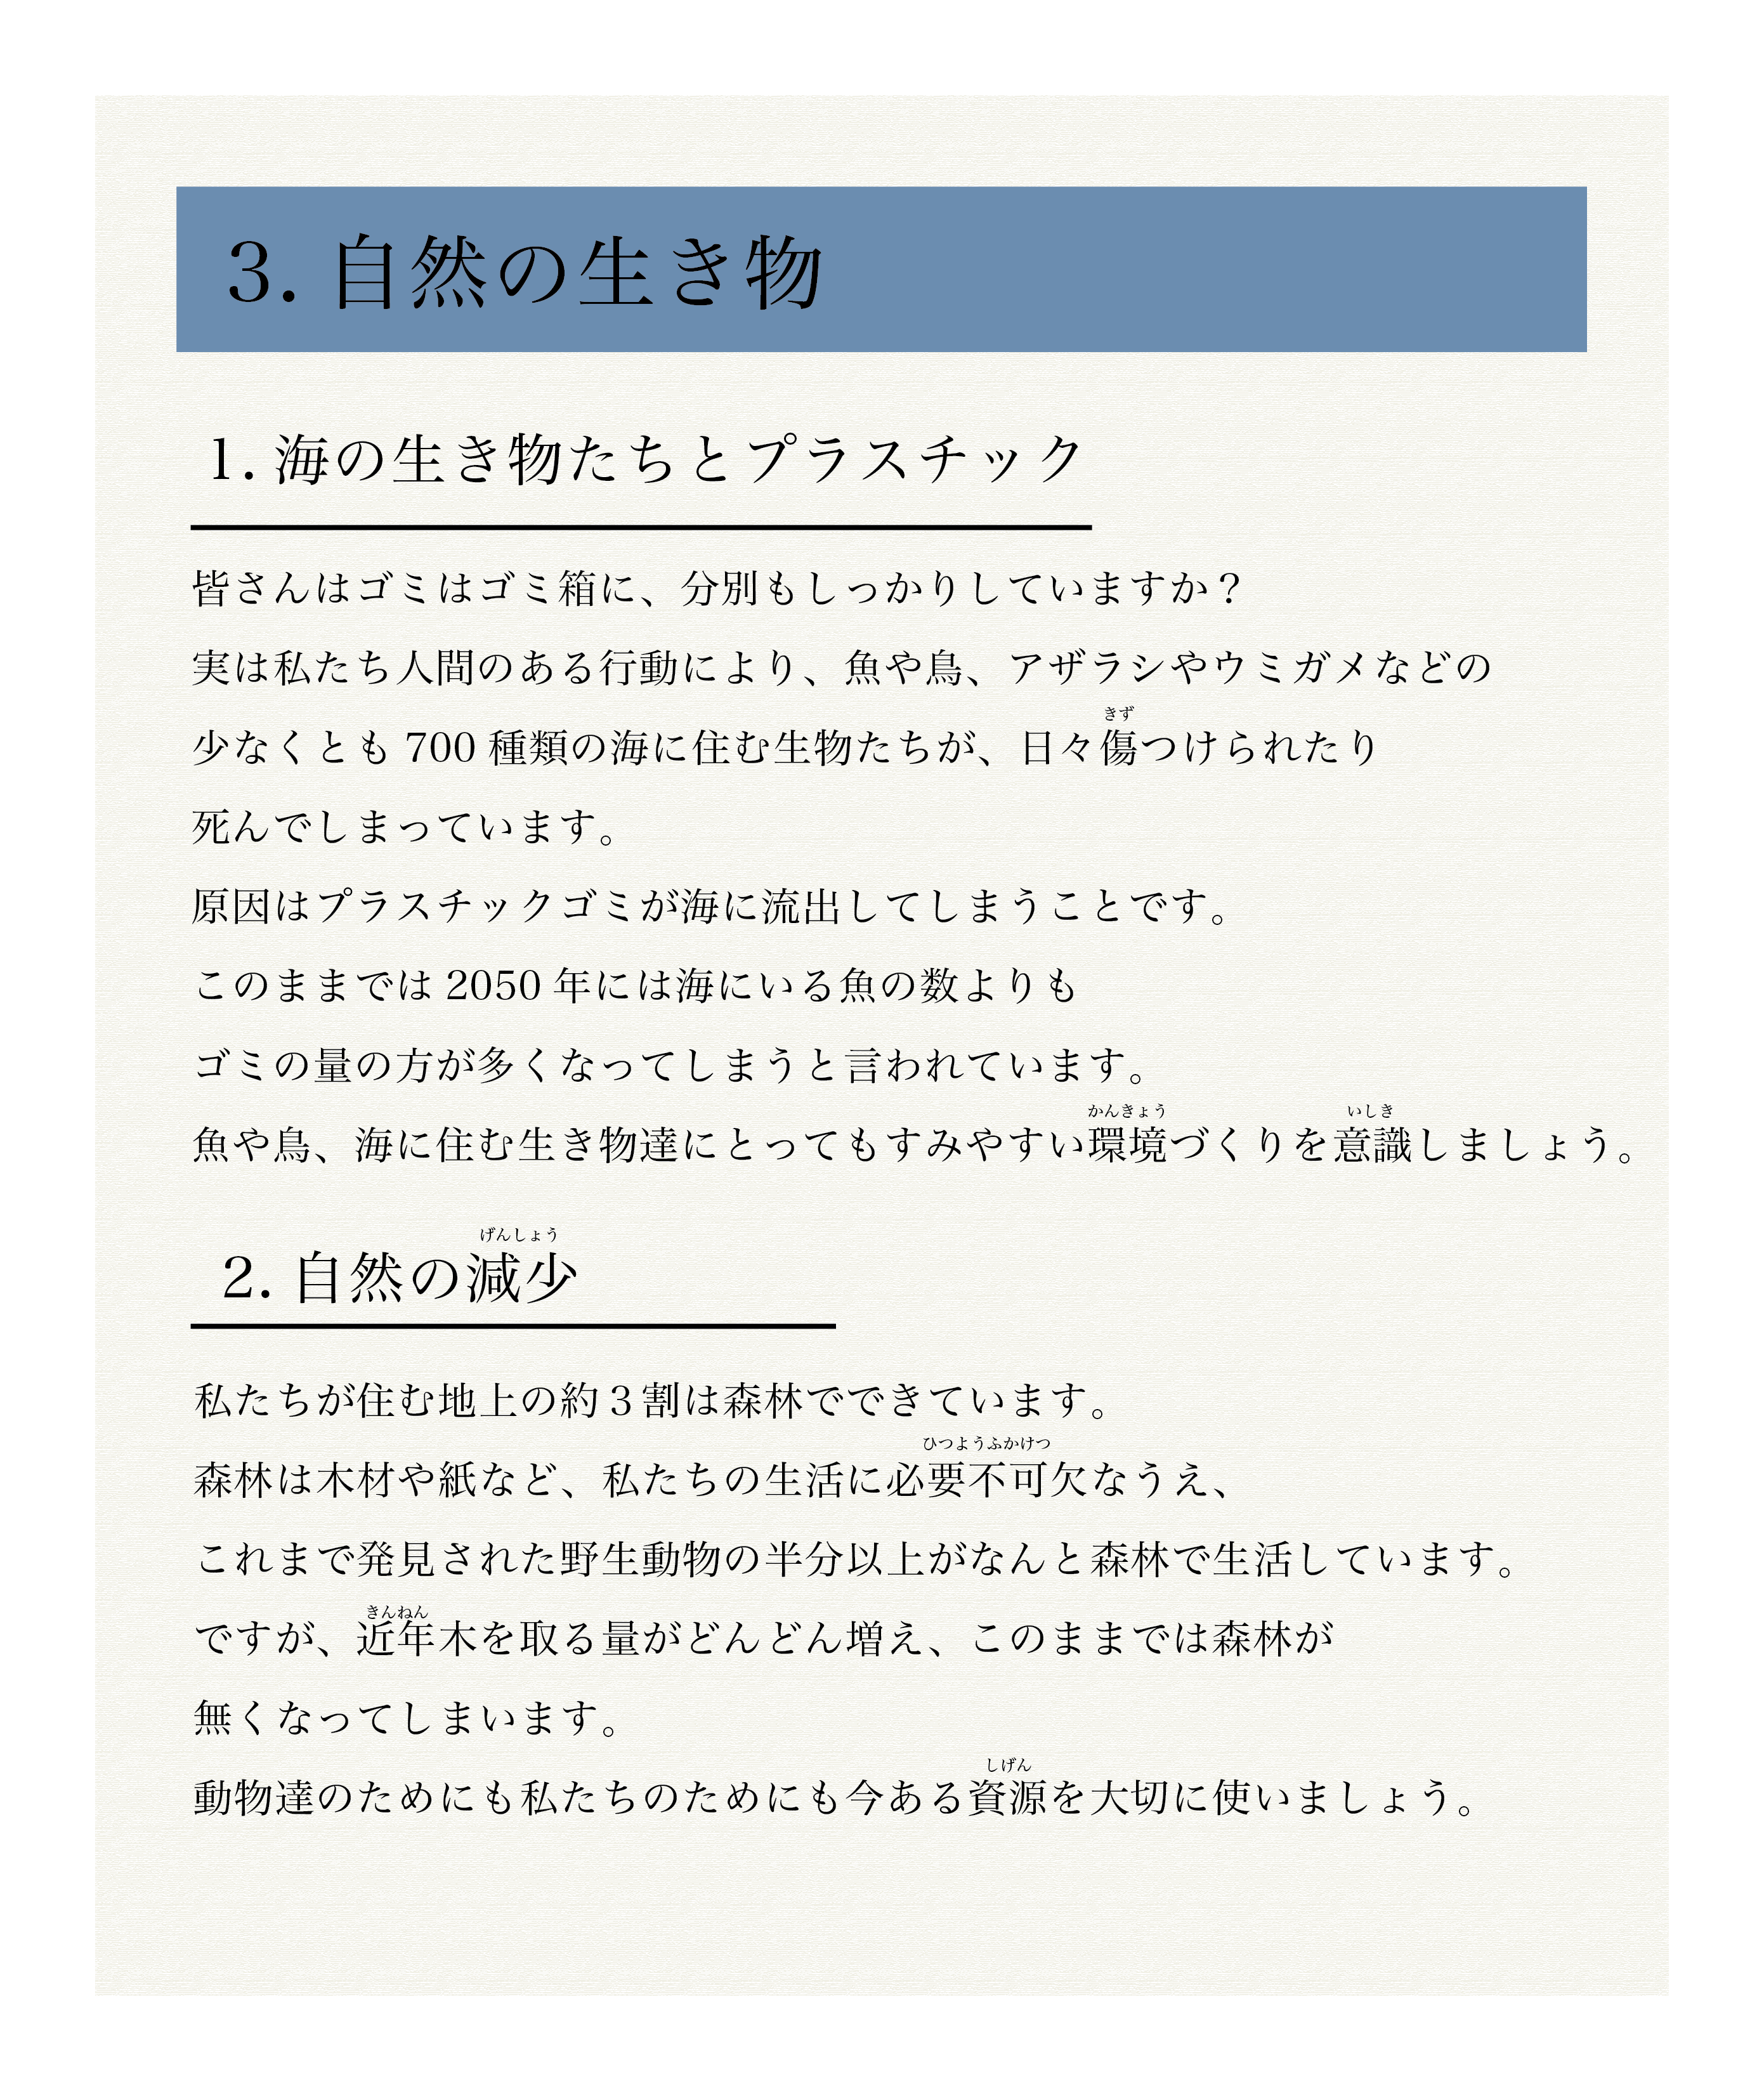 3. 自然の生き物
1. 海の生き物たちとプラスチック
皆さんはゴミはゴミ箱に、分別もしっかりしていますか？
実は私たち人間のある行動により、魚や鳥、アザラシやウミガメなどの
きず
少なくとも 700 種類の海に住む生物たちが、日々傷つけられたり
死んでしまっています。
原因はプラスチックゴミが海に流出してしまうことです。
このままでは 2050 年には海にいる魚の数よりも
ゴミの量の方が多くなってしまうと言われています。
かんきょう いしき
魚や鳥、海に住む生き物達にとってもすみやすい環境づくりを意識しましょう。
げんしょう
2. 自然の減少
私たちが住む地上の約３割は森林でできています。
ひつようふかけつ
森林は木材や紙など、私たちの生活に必要不可欠なうえ、
これまで発見された野生動物の半分以上がなんと森林で生活しています。
きんねん
ですが、近年木を取る量がどんどん増え、このままでは森林が
無くなってしまいます。
しげん
動物達のためにも私たちのためにも今ある資源を大切に使いましょう。